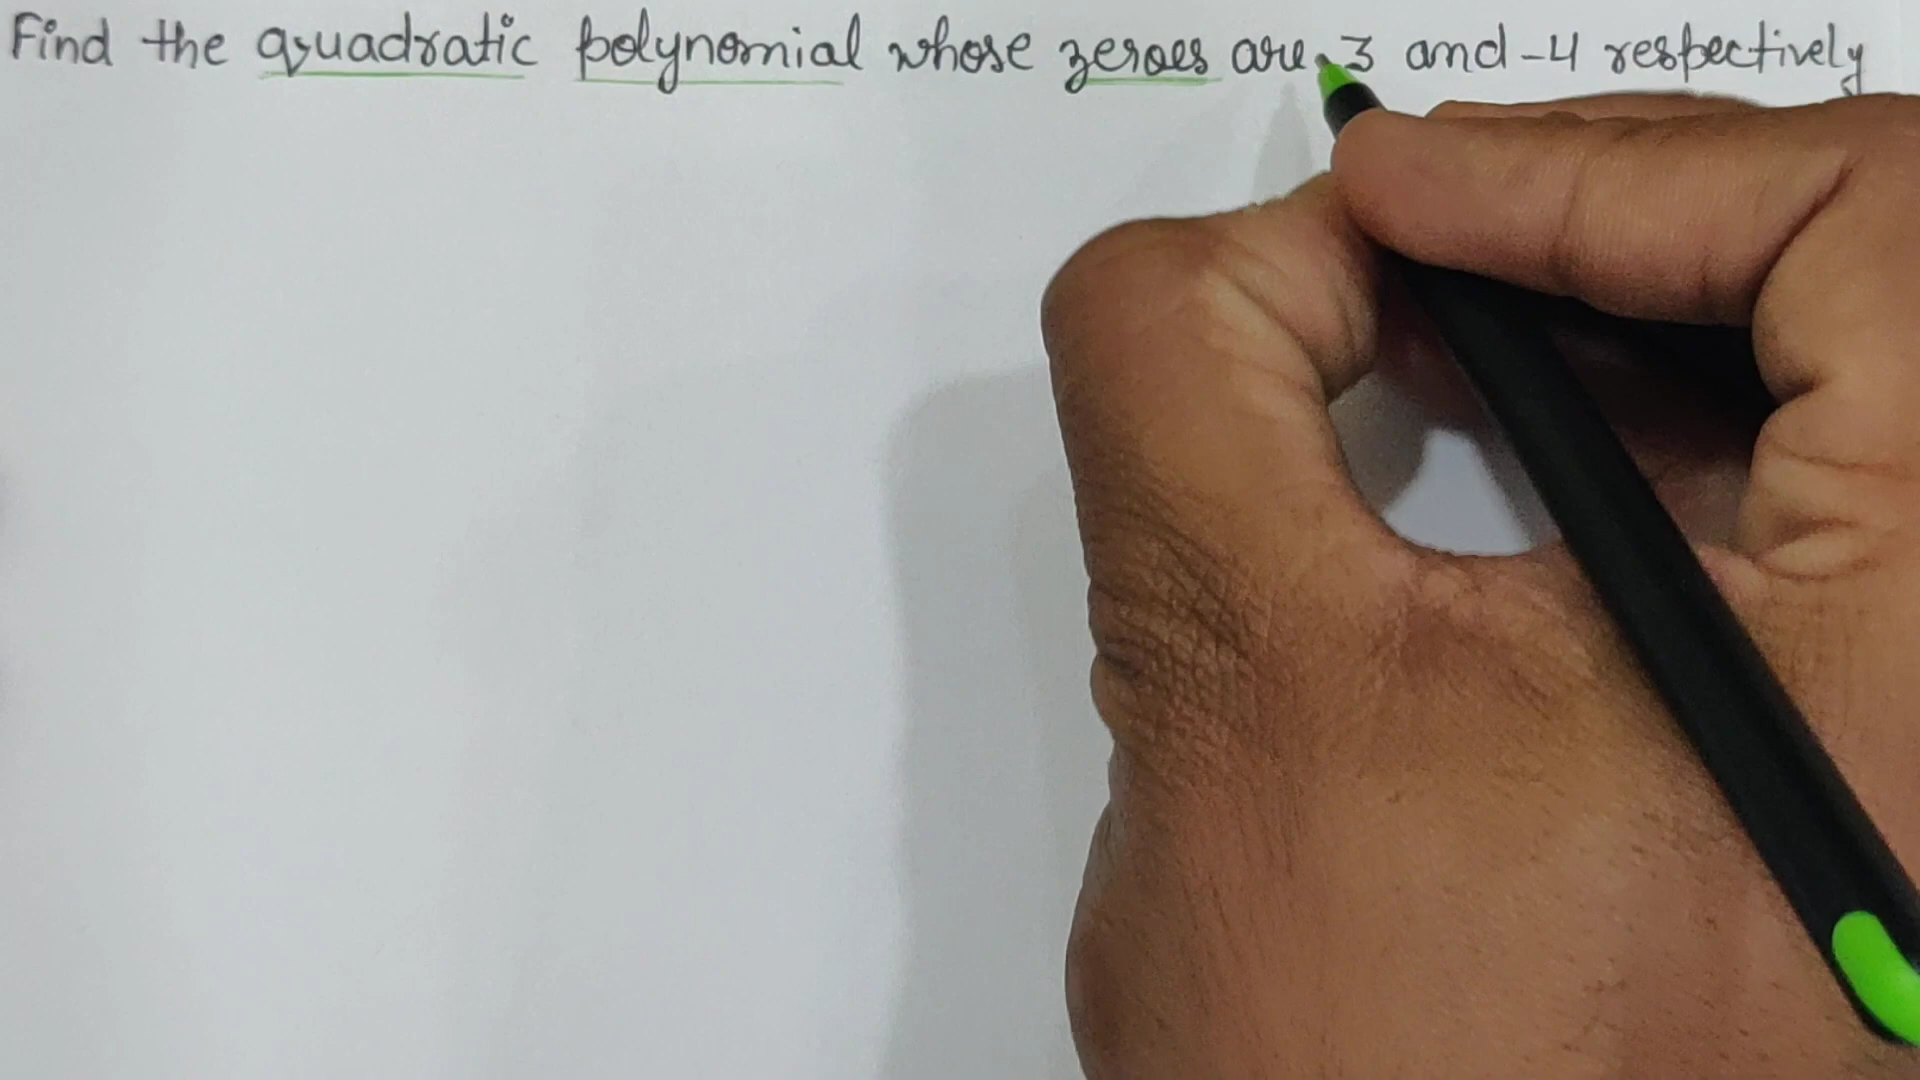 Find the quadratic polynomial whose zeroes are -3 and -4 respectively